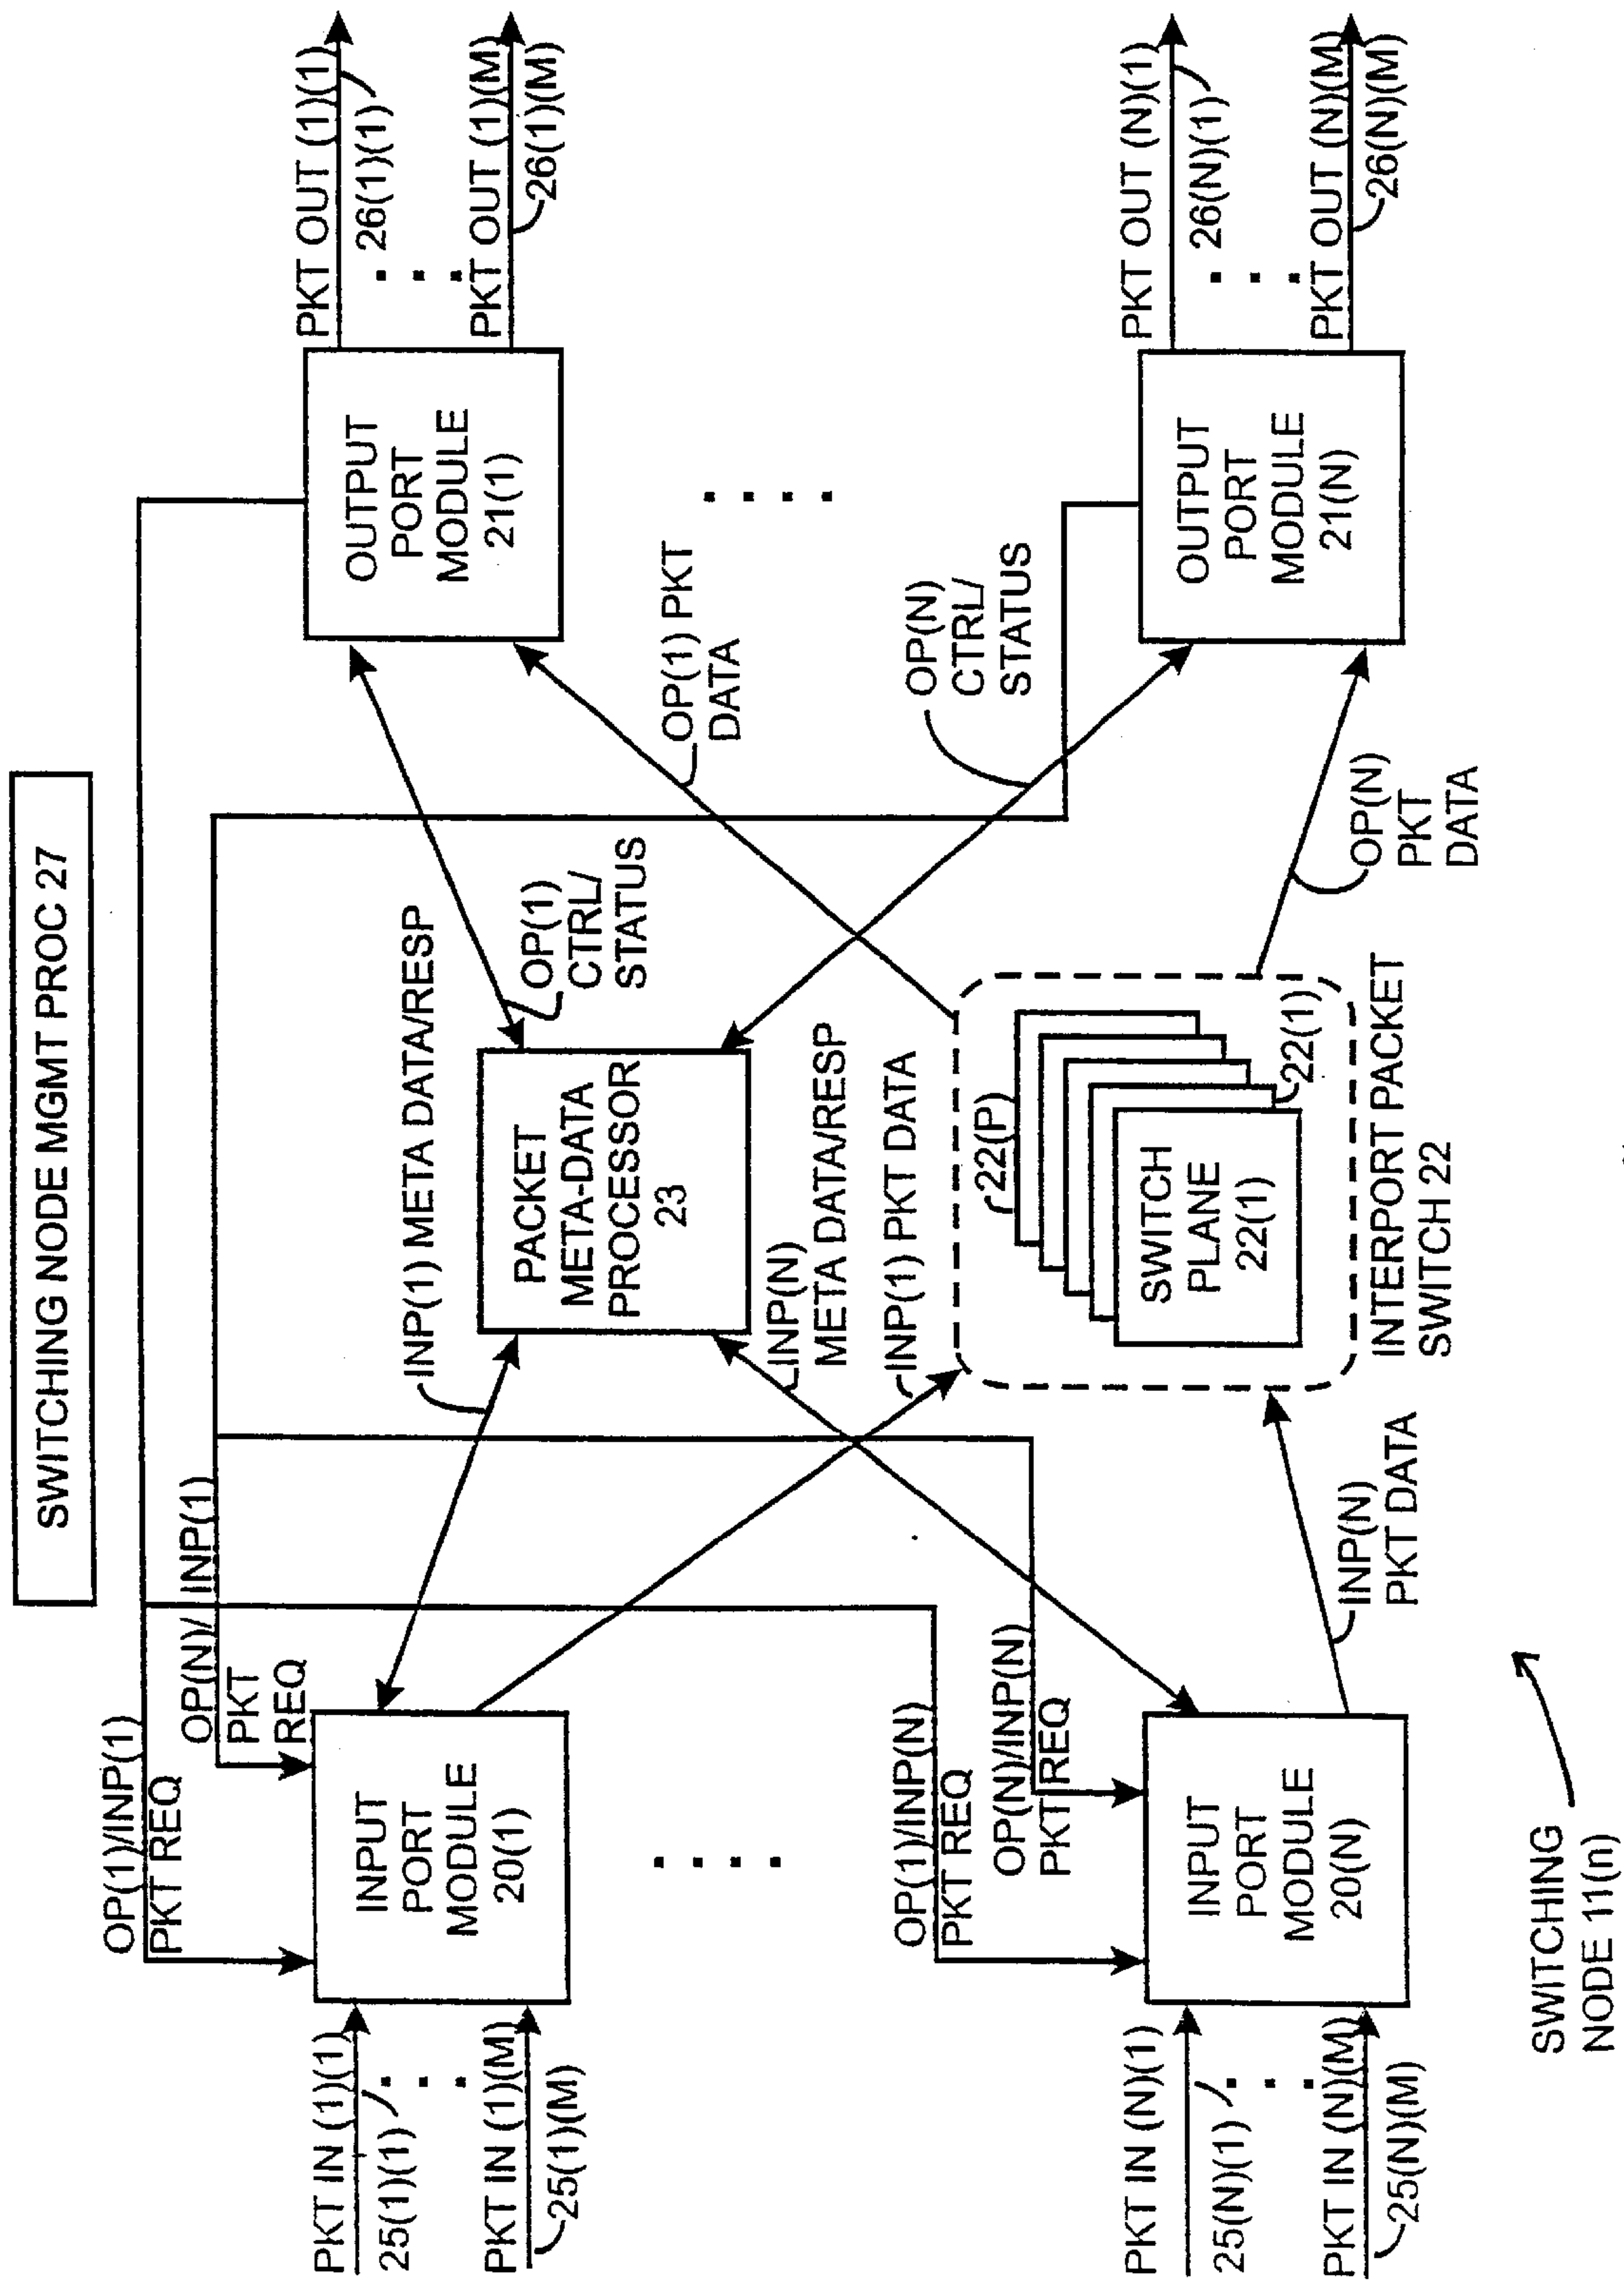 SWITCHING NODE MGMT PROC 27
OP(1)/INP(1)
PKT REQ
OP(N)/ INP(1)
PKT
REQ
PKT IN (1)(1)
25(1)(1)
PKT IN (1)(M)
25(1)(M)
INPUT
PORT
MODULE
20(1)
INP(1) META DATA/RESP
PACKET
META-DATA
PROCESSOR
23
OP(1)
CTRL/
STATUS
OUTPUT
PORT
MODULE
21(1)
PKT OUT (1)(1)
26(1)(1)
PKT OUT (1)(M)
26(1)(M)
OP(1) PKT
DATA
INP(N)
META DATA/RESP
INP(1) PKT DATA
OP(N)
CTRL/
STATUS
OP(1)/INP(N)
PKT REQ
OP(N)/INP(N)
PKT REQ
PKT IN (N)(1)
25(N)(1)
PKT IN (N)(M)
25(N)(M)
INPUT
PORT
MODULE
20(N)
INP(N)
PKT DATA
22(P)
22(1)
SWITCH
PLANE
22(1)
INTERPORT PACKET
SWITCH 22
OP(N)
PKT
DATA
OUTPUT
PORT
MODULE
21(N)
PKT OUT (N)(1)
26(N)(1)
PKT OUT (N)(M)
26(N)(M)
SWITCHING
NODE 11(n)